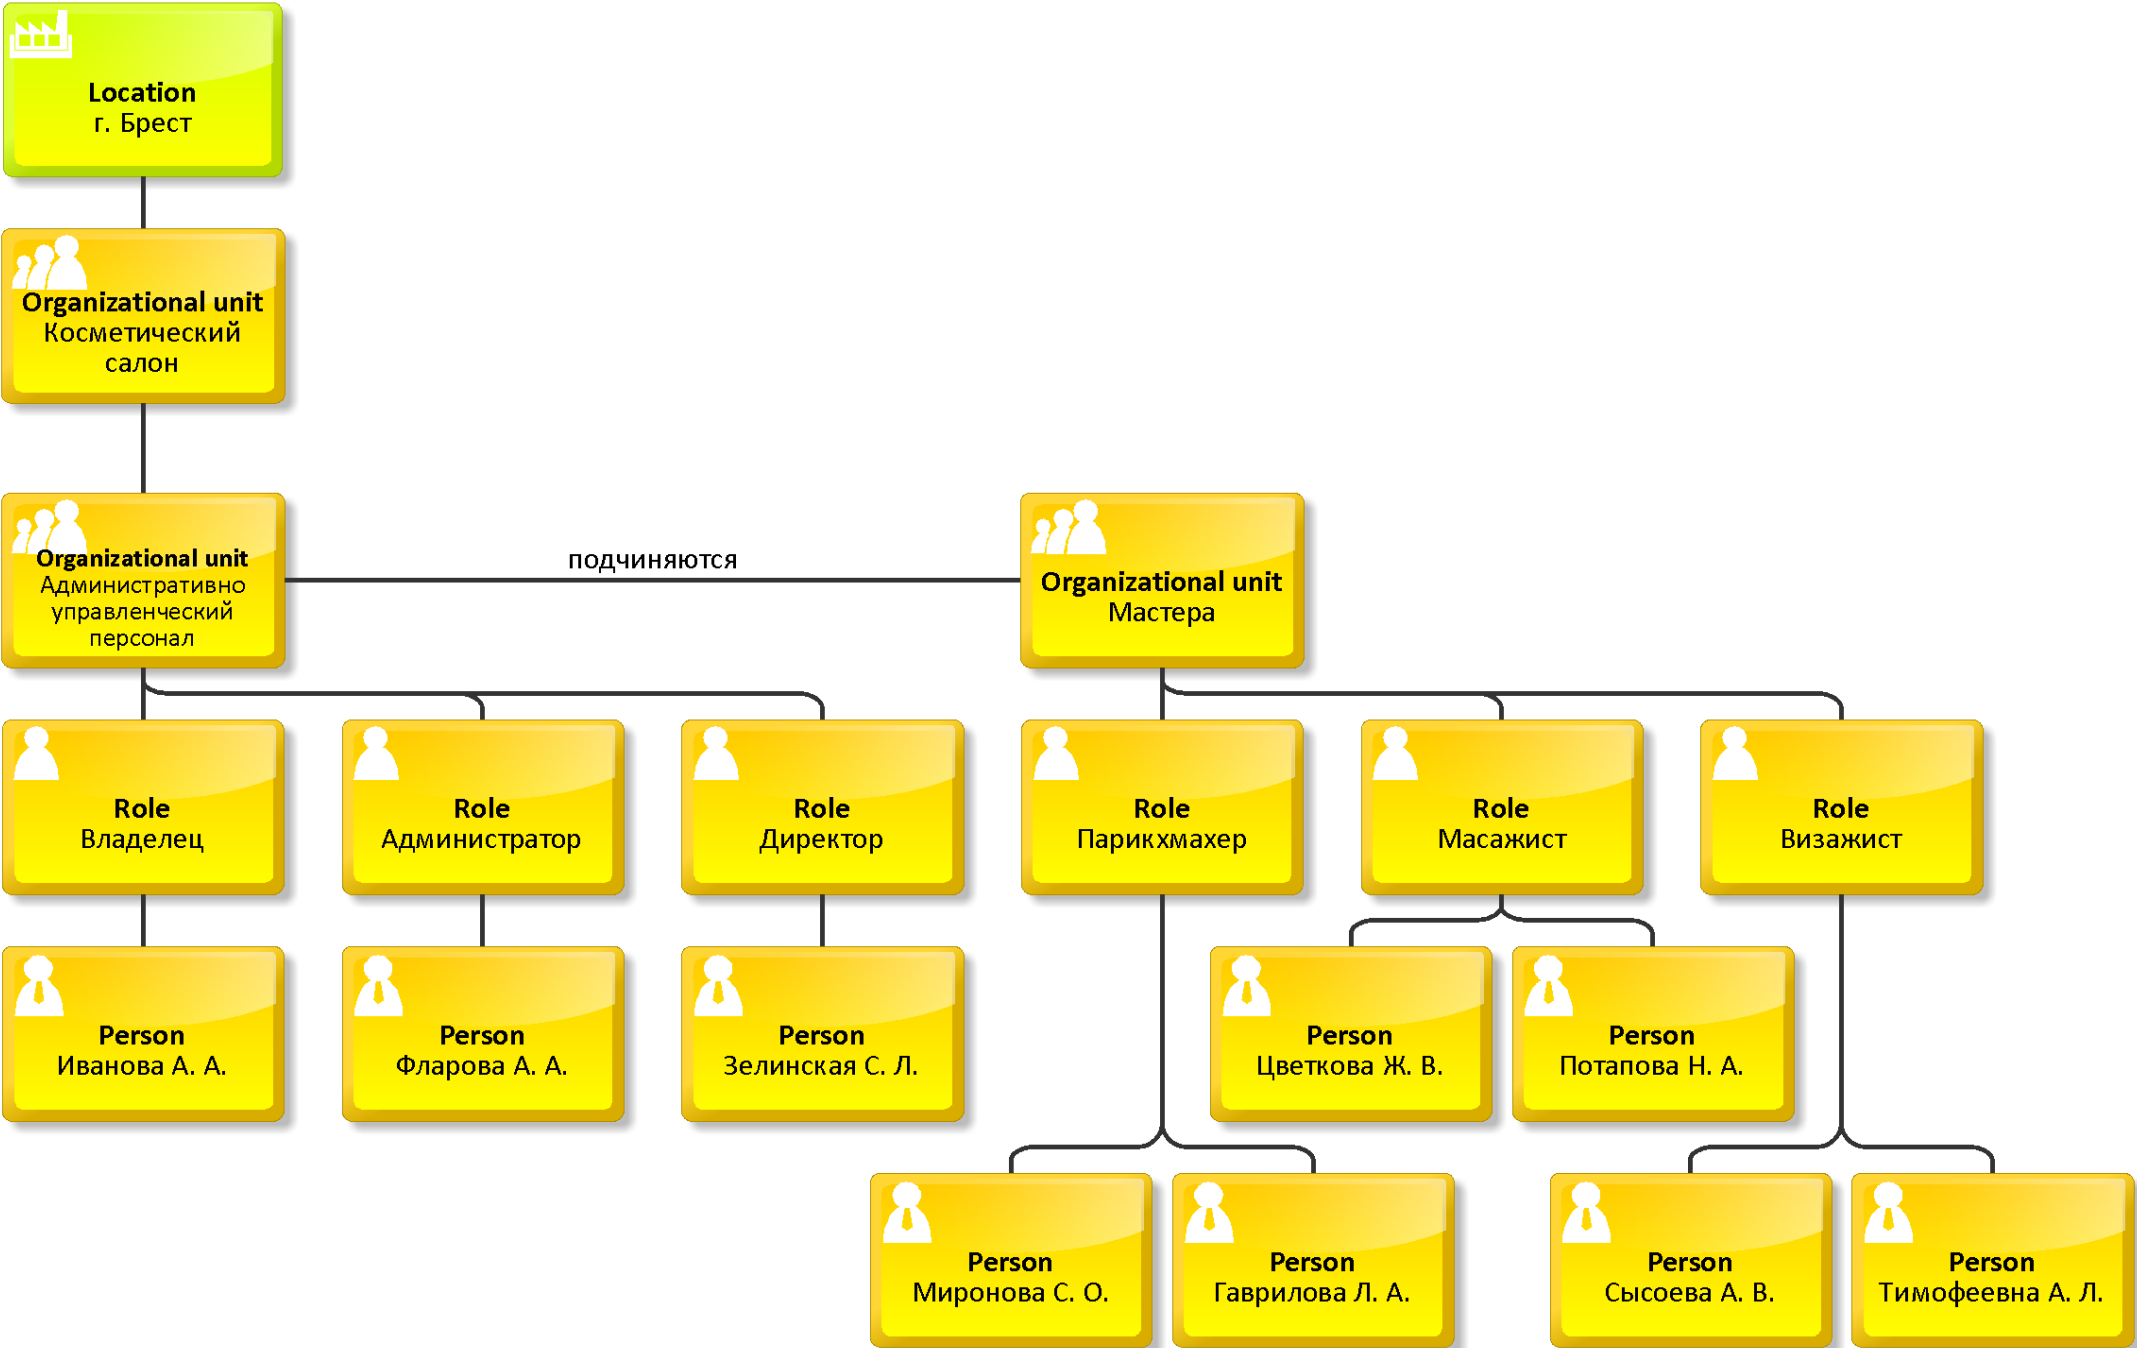 Location
г. Брест
Organizational unit
Косметический
салон
Organizational unit
Административно
управленческий
персонал
подчиняются
Organizational unit
Мастера
Role
Владелец
Role
Администратор
Role
Директор
Role
Парикхмахер
Role
Масажист
Role
Визажист
Person
Иванова А. А.
Person
Фларова А. А.
Person
Зелинская С. Л.
Person
Цветкова Ж. В.
Person
Потапова Н. А.
Person
Миронова С. О.
Person
Гаврилова Л. А.
Person
Сысоева А. В.
Person
Тимофеевна А. Л.